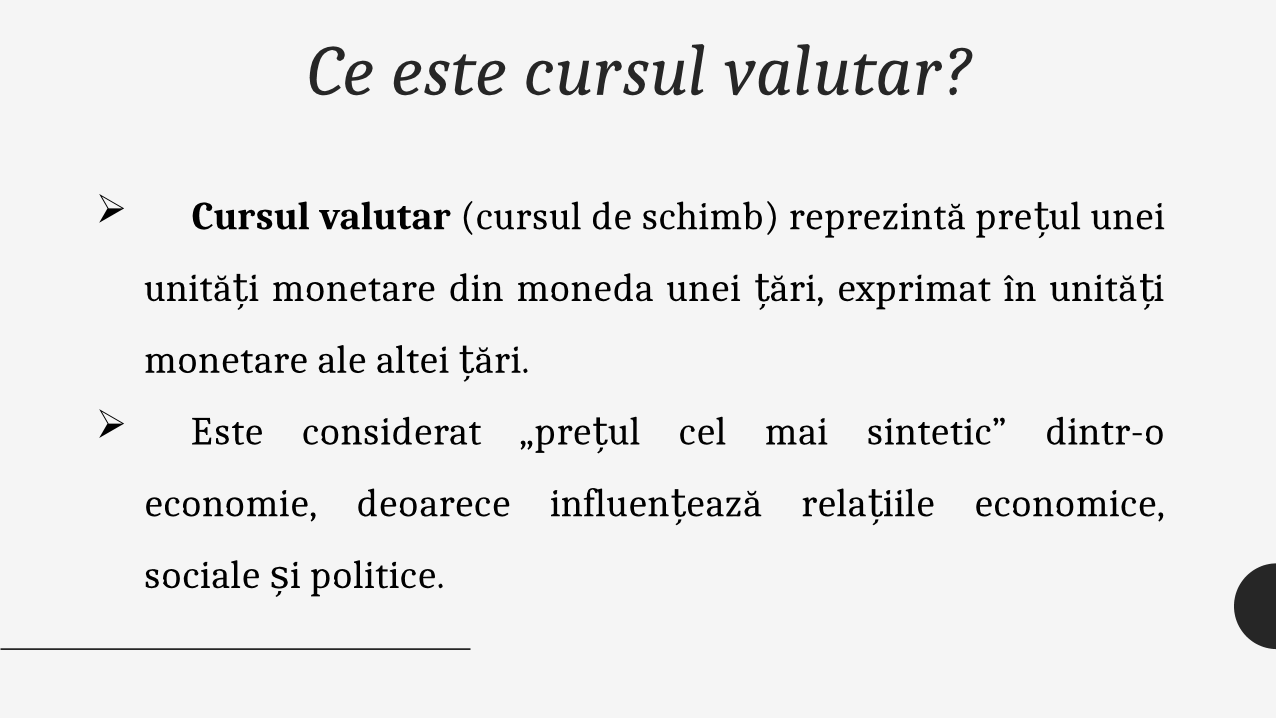 Ce este cursul valutar?
➢ Cursul valutar (cursul de schimb) reprezintă prețul unei
unități monetare din moneda unei țări, exprimat în unități
monetare ale altei țări.
➢ Este considerat „prețul cel mai sintetic” dintr-o
economie, deoarece influențează relațiile economice,
sociale și politice.